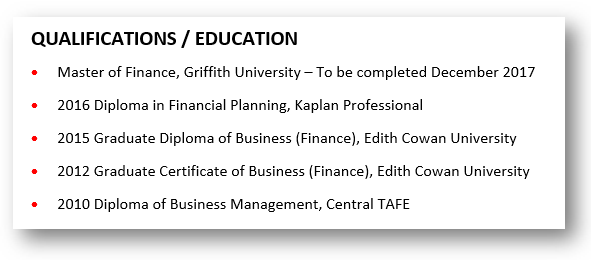 QUALIFICATIONS / EDUCATION
• Master of Finance, Griffith University – To be completed December 2017
• 2016 Diploma in Financial Planning, Kaplan Professional
• 2015 Graduate Diploma of Business (Finance), Edith Cowan University
• 2012 Graduate Certificate of Business (Finance), Edith Cowan University
• 2010 Diploma of Business Management, Central TAFE